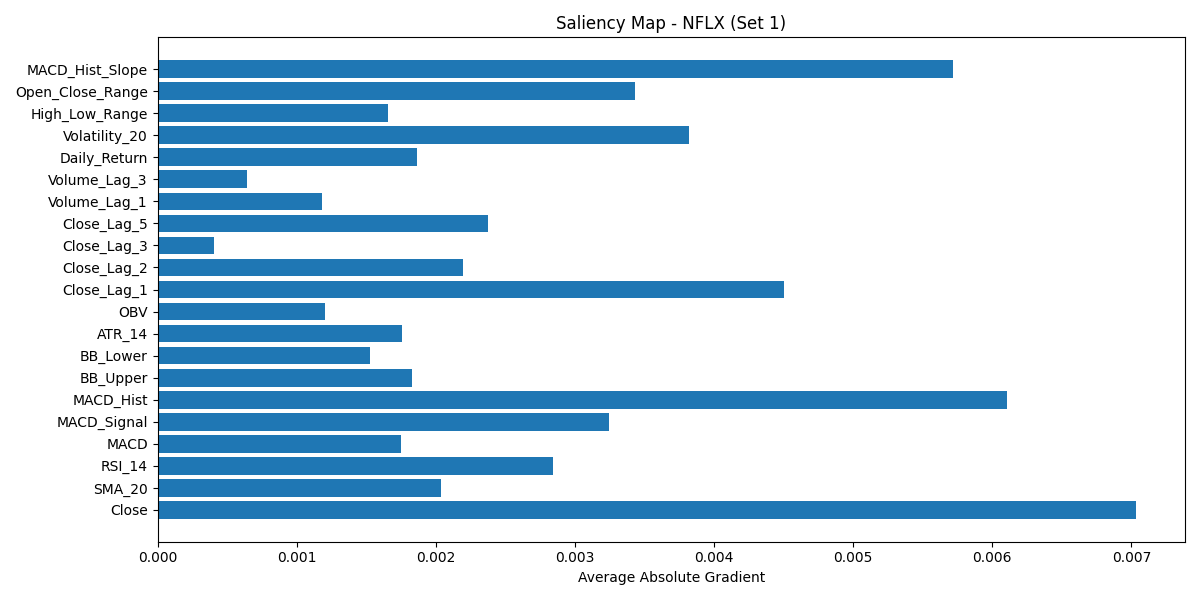 Saliency Map - NFLX (Set 1)
MACD_Hist_Slope
Open_Close_Range
High_Low_Range
Volatility_20
Daily_Return
Volume_Lag_3
Volume_Lag_1
Close_Lag_5
Close_Lag_3
Close_Lag_2
Close_Lag_1
OBV
ATR_14
BB_Lower
BB_Upper
MACD_Hist
MACD_Signal
MACD
RSI_14
SMA_20
Close
0.000 0.001 0.002 0.003 0.004 0.005 0.006 0.007
Average Absolute Gradient